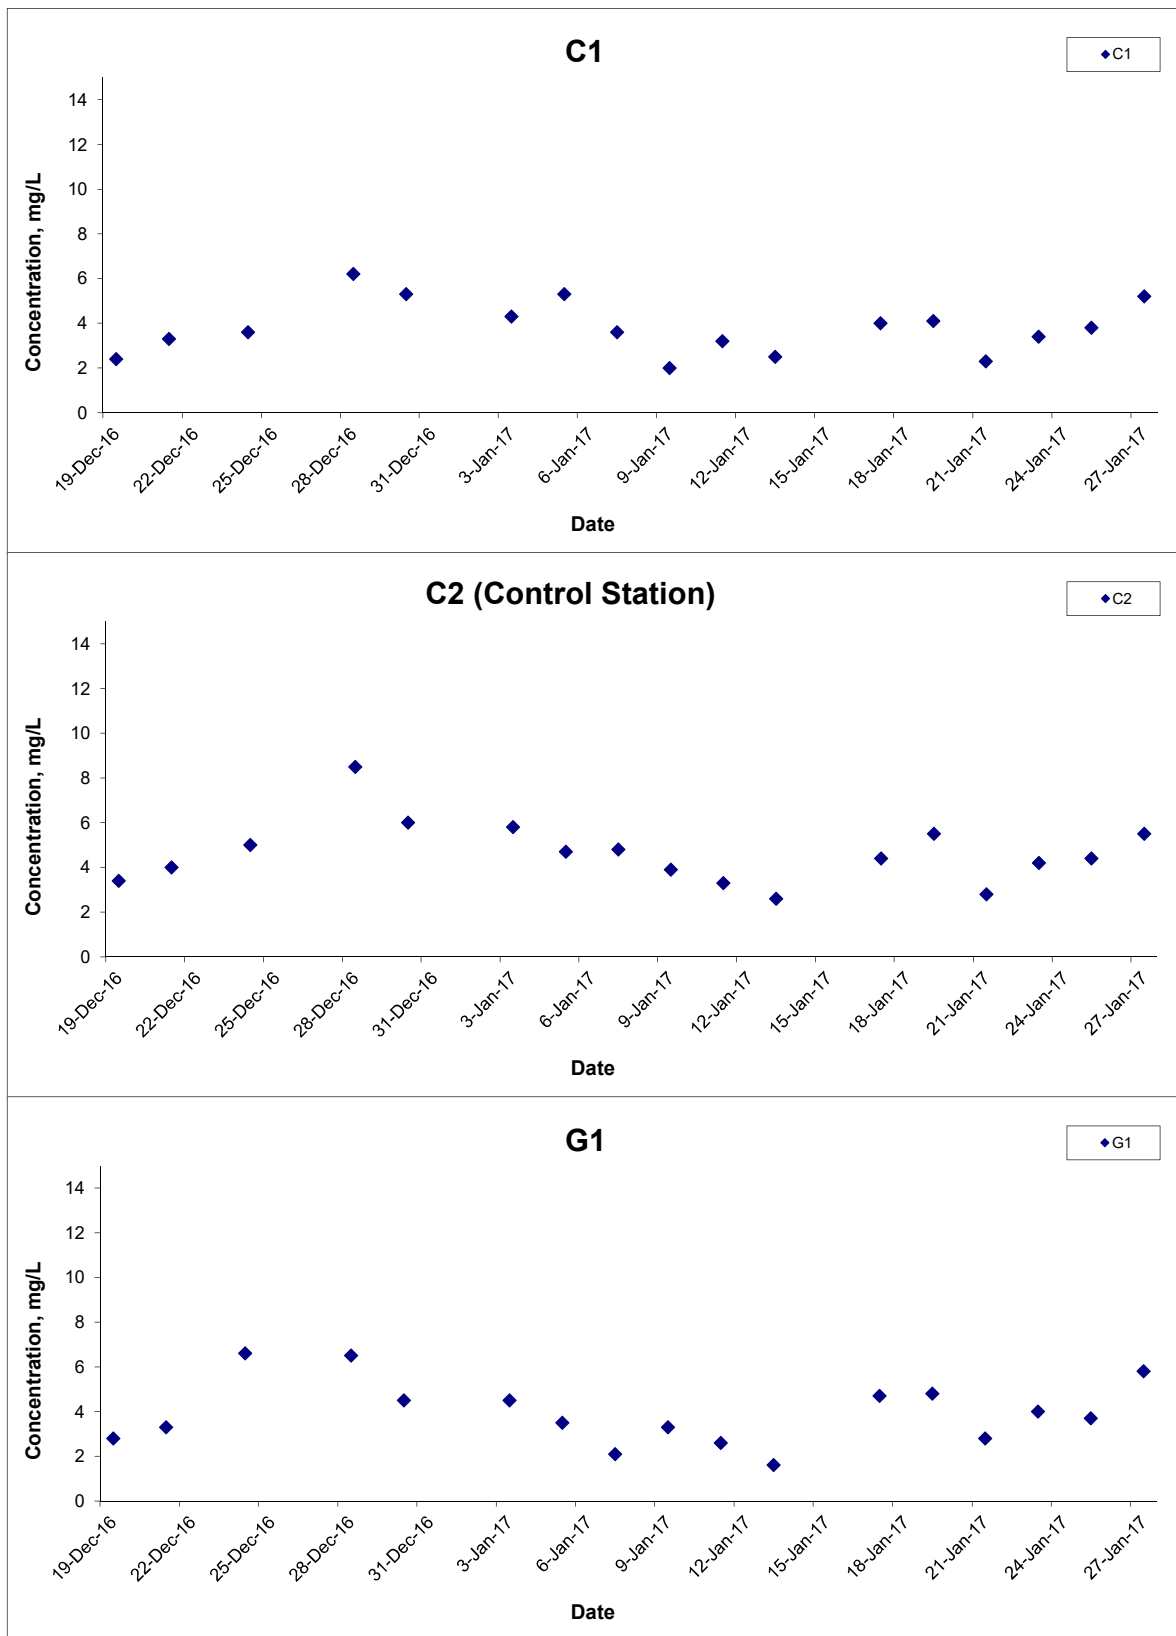 C1
C1
14
12
10
8
6
4
2
0
Concentration, mg/L
19-Dec-16 22-Dec-16 25-Dec-16 28-Dec-16 31-Dec-16 3-Jan-17 6-Jan-17 9-Jan-17 12-Jan-17 15-Jan-17 18-Jan-17 21-Jan-17 24-Jan-17 27-Jan-17
Date
C2 (Control Station)
C2
14
12
10
8
6
4
2
0
Concentration, mg/L
19-Dec-16 22-Dec-16 25-Dec-16 28-Dec-16 31-Dec-16 3-Jan-17 6-Jan-17 9-Jan-17 12-Jan-17 15-Jan-17 18-Jan-17 21-Jan-17 24-Jan-17 27-Jan-17
Date
G1
G1
14
12
10
8
6
4
2
0
Concentration, mg/L
19-Dec-16 22-Dec-16 25-Dec-16 28-Dec-16 31-Dec-16 3-Jan-17 6-Jan-17 9-Jan-17 12-Jan-17 15-Jan-17 18-Jan-17 21-Jan-17 24-Jan-17 27-Jan-17
Date